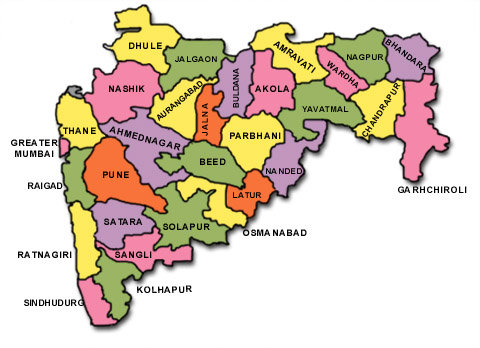 DHULE
JALGAON
AMRAVATI
NAGPUR
BHANDARA
NASHIK
AURANGABAD
JALNA
BULDANA
AKOLA
WARDHA
YAVATMAL
CHANDRAPUR
THANE
AHMEDNAGAR
PARBHANI
GREATER
MUMBAI
BEED
NANDED
PUNE
RAIGAD
LATUR
GARHCHIROLI
SATARA
SOLAPUR
OSMANABAD
RATNAGIRI
SANGLI
KOLHAPUR
SINDHUDURG